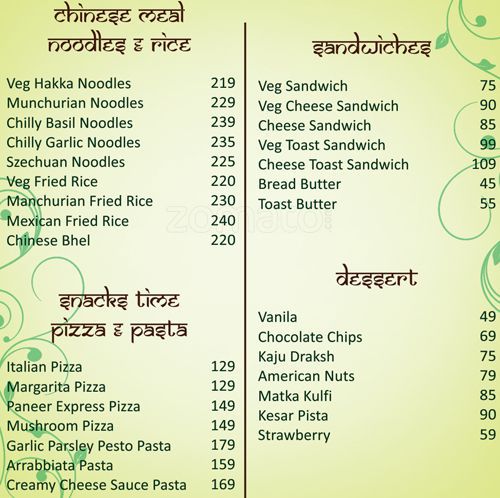 Chinese Meal
Noodles & Rice
Veg Hakka Noodles 219
Munchurian Noodles 229
Chilly Basil Noodles 239
Chilly Garlic Noodles 235
Szechuan Noodles 225
Veg Fried Rice 220
Manchurian Fried Rice 230
Mexican Fried Rice 240
Chinese Bhel 220
Snacks Time
Pizza & Pasta
Italian Pizza 129
Margarita Pizza 129
Paneer Express Pizza 149
Mushroom Pizza 149
Garlic Parsley Pesto Pasta 179
Arrabbiata Pasta 159
Creamy Cheese Sauce Pasta 169
Sandwiches
Veg Sandwich 75
Veg Cheese Sandwich 90
Cheese Sandwich 85
Veg Toast Sandwich 99
Cheese Toast Sandwich 109
Bread Butter 45
Toast Butter 55
Dessert
Vanila 49
Chocolate Chips 69
Kaju Draksh 75
American Nuts 79
Matka Kulfi 85
Kesar Pista 90
Strawberry 59
zomato